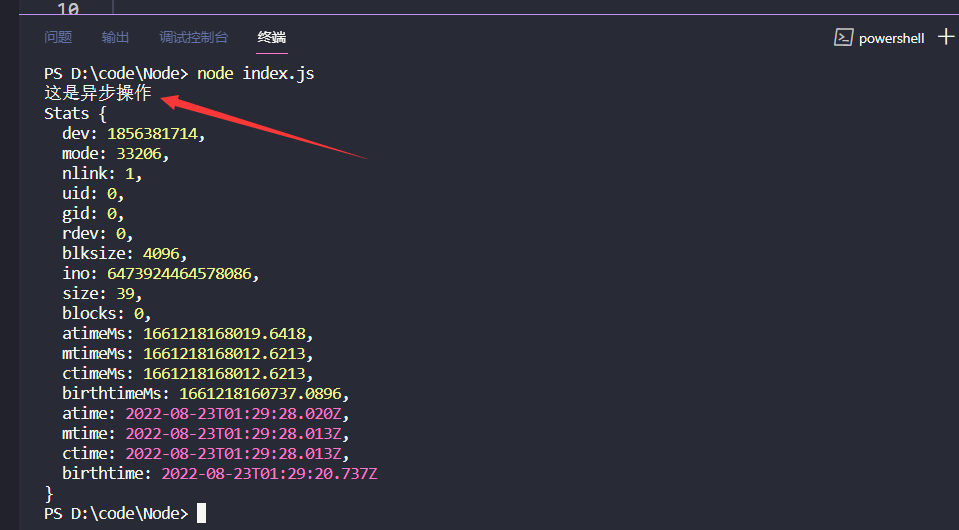 10
问题 输出 调试控制台 终端 powershell
PS D:\code\Node> node index.js
这是异步操作
Stats {
  dev: 1856381714,
  mode: 33206,
  nlink: 1,
  uid: 0,
  gid: 0,
  rdev: 0,
  blksize: 4096,
  ino: 6473924464578086,
  size: 39,
  blocks: 0,
  atimeMs: 1661218168019.6418,
  mtimeMs: 1661218168012.6213,
  ctimeMs: 1661218168012.6213,
  birthtimeMs: 1661218160737.0896,
  atime: 2022-08-23T01:29:28.020Z,
  mtime: 2022-08-23T01:29:28.013Z,
  ctime: 2022-08-23T01:29:28.013Z,
  birthtime: 2022-08-23T01:29:20.737Z
}
PS D:\code\Node>